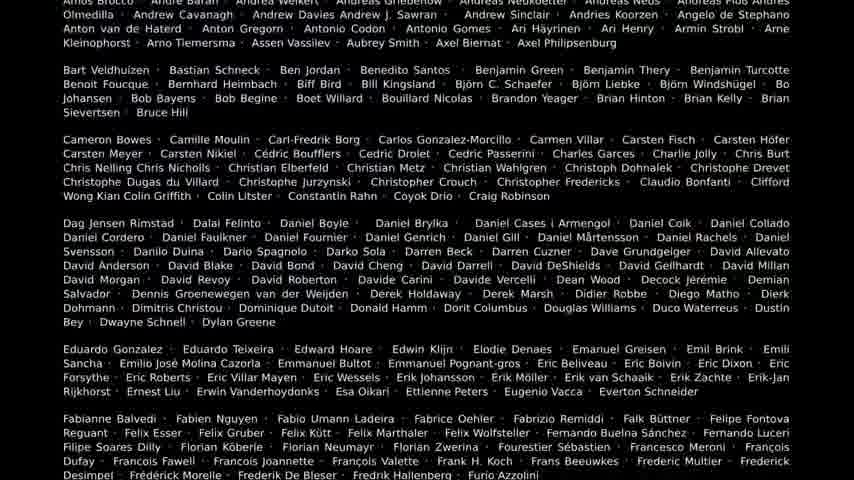 Amos Brocco · André Baran · Andrea Weikert · Andreas Griebenow · Andreas Neukoetter · Andreas Neus · Andreas Ploß Andrés
Olmedilla · Andrew Cavanagh · Andrew Davies Andrew J. Sawran · Andrew Sinclair · Andries Koorzen · Angelo de Stephano
Anton van de Haterd · Anton Gregorn · Antonio Codon · Antonio Gomes · Ari Häyrinen · Ari Henry · Armin Strobl · Arne
Kleinophorst · Arno Tiemersma · Assen Vassilev · Aubrey Smith · Axel Biernat · Axel Philipsenburg
Bart Veldhuizen · Bastian Schneck · Ben Jordan · Benedito Santos · Benjamin Green · Benjamin Thery · Benjamin Turcotte
Benoit Foucque · Bernhard Heimbach · Biff Bird · Bill Kingsland · Björn C. Schaefer · Björn Liebke · Björn Windshügel · Bo
Johansen · Bob Bayens · Bob Begine · Boet Willard · Bouillard Nicolas · Brandon Yeager · Brian Hinton · Brian Kelly · Brian
Sievertsen · Bruce Hill
Cameron Bowes · Camille Moulin · Carl-Fredrik Borg · Carlos Gonzalez-Morcillo · Carmen Villar · Carsten Fisch · Carsten Höfer
Carsten Meyer · Carsten Nikiel · Cédric Boufflers · Cedric Drolet · Cedric Passerini · Charles Garces · Charlie Jolly · Chris Burt
Chris Nelling Chris Nicholls · Christian Elberfeld · Christian Metz · Christian Wahlgren · Christoph Dohnalek · Christophe Drevet
Christophe Dugas du Villard · Christophe Jurzynski · Christopher Crouch · Christopher Fredericks · Claudio Bonfanti · Clifford
Wong Kian Colin Griffith · Colin Litster · Constantin Rahn · Coyok Drio · Craig Robinson
Dag Jensen Rimstad · Dalai Felinto · Daniel Boyle · Daniel Brylka · Daniel Cases i Armengol · Daniel Coik · Daniel Collado
Daniel Cordero · Daniel Faulkner · Daniel Fournier · Daniel Genrich · Daniel Gill · Daniel Mårtensson · Daniel Rachels · Daniel
Svensson · Danilo Duina · Dario Spagnolo · Darko Sola · Darren Beck · Darren Cuzner · Dave Grundgeiger · David Allevato
David Anderson · David Blake · David Bond · David Cheng · David Darrell · David DeShields · David Geilhardt · David Millan
David Morgan · David Revoy · David Roberton · Davide Carini · Davide Vercelli · Dean Wood · Decock Jérémie · Demian
Salvador · Dennis Groenewegen van der Weijden · Derek Holdaway · Derek Marsh · Didier Robbe · Diego Matho · Dierk
Dohmann · Dimitris Christou · Dominique Dutoit · Donald Hamm · Dorit Columbus · Douglas Williams · Duco Waterreus · Dustin
Bey · Dwayne Schnell · Dylan Greene
Eduardo Gonzalez · Eduardo Teixeira · Edward Hoare · Edwin Klijn · Elodie Denaes · Emanuel Greisen · Emil Brink · Emili
Sancha · Emilio José Molina Cazorla · Emmanuel Bultot · Emmanuel Pognant-gros · Eric Beliveau · Eric Boivin · Eric Dixon · Eric
Forsythe · Eric Roberts · Eric Villar Mayen · Eric Wessels · Erik Johansson · Erik Möller · Erik van Schaaik · Erik Zachte · Erik-Jan
Rijkhorst · Ernest Liu · Erwin Vanderhoydonks · Esa Oikari · Ettienne Peters · Eugenio Vacca · Everton Schneider
Fabianne Balvedi · Fabien Nguyen · Fabio Umann Ladeira · Fabrice Oehler · Fabrizio Remiddi · Falk Büttner · Felipe Fontova
Reguant · Felix Esser · Felix Gruber · Felix Kütt · Felix Marthaler · Felix Wolfsteller · Fernando Buelna Sánchez · Fernando Luceri
Filipe Soares Dilly · Florian Köberle · Florian Neumayr · Florian Zwerina · Fourestier Sébastien · Francesco Meroni · François
Dufay · Francois Fawell · Francois Joannette · François Valette · Frank H. Koch · Frans Beeuwkes · Frederic Multier · Frederick
Desimpel · Frédérick Morelle · Frederik De Bleser · Fredrik Hallenberg · Furio Azzolini